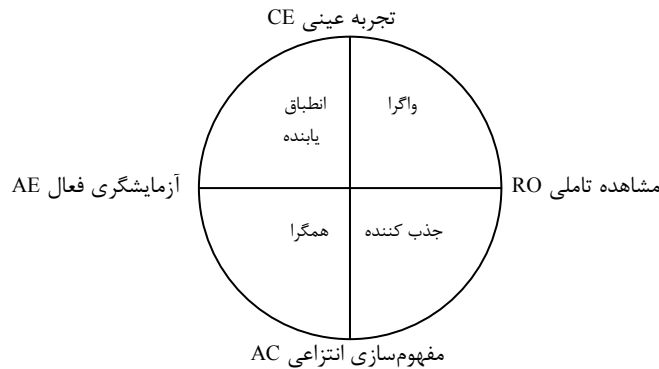 تجربه عینی CE
واگرا
انطباق
یابنده
مشاهده تاملی RO
آزمایشگری فعال AE
جذب کننده
همگرا
مفهوم‌سازی انتزاعی AC